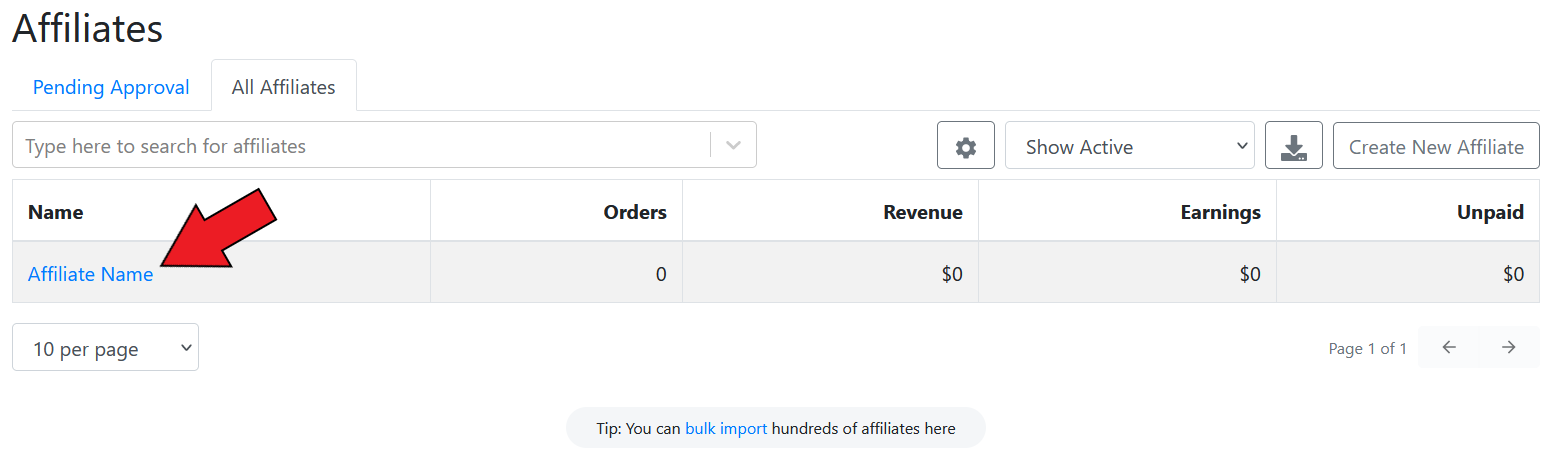 Affiliates
Pending Approval All Affiliates
Type here to search for affiliates Show Active Create New Affiliate
Name Orders Revenue Earnings Unpaid
Affiliate Name 0 $0 $0 $0
10 per page Page 1 of 1
Tip: You can bulk import hundreds of affiliates here